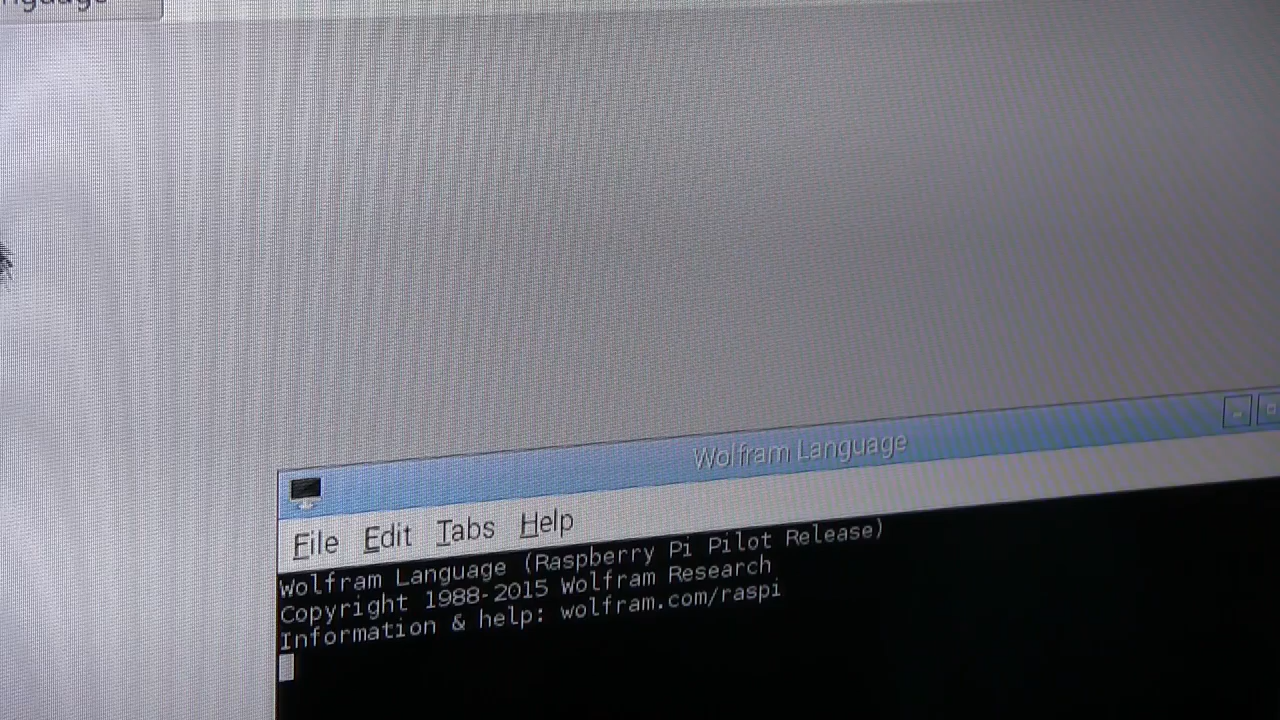 Wolfram Language
File Edit Tabs Help
Wolfram Language (Raspberry Pi Pilot Release)
Copyright 1988-2015 Wolfram Research
Information & help: wolfram.com/raspi